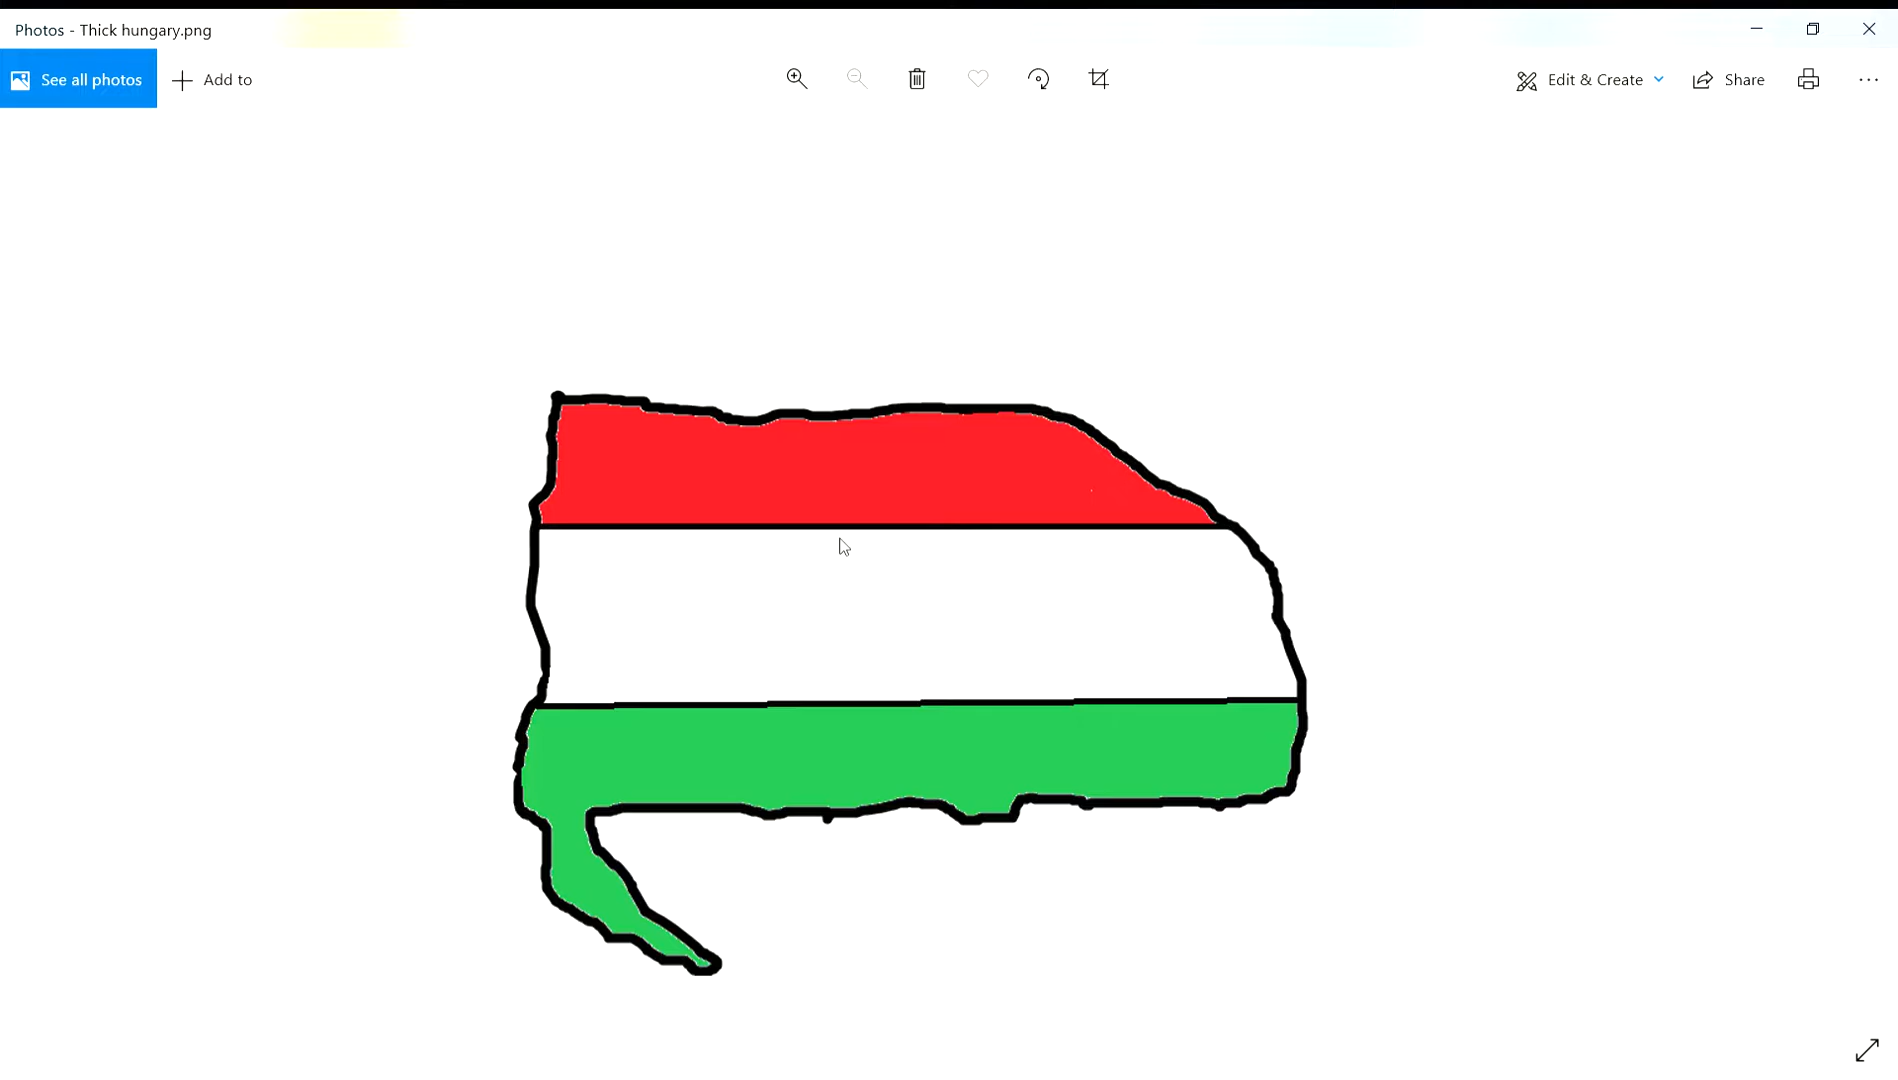 Photos - Thick hungary.png
See all photos
Add to
Edit & Create
Share